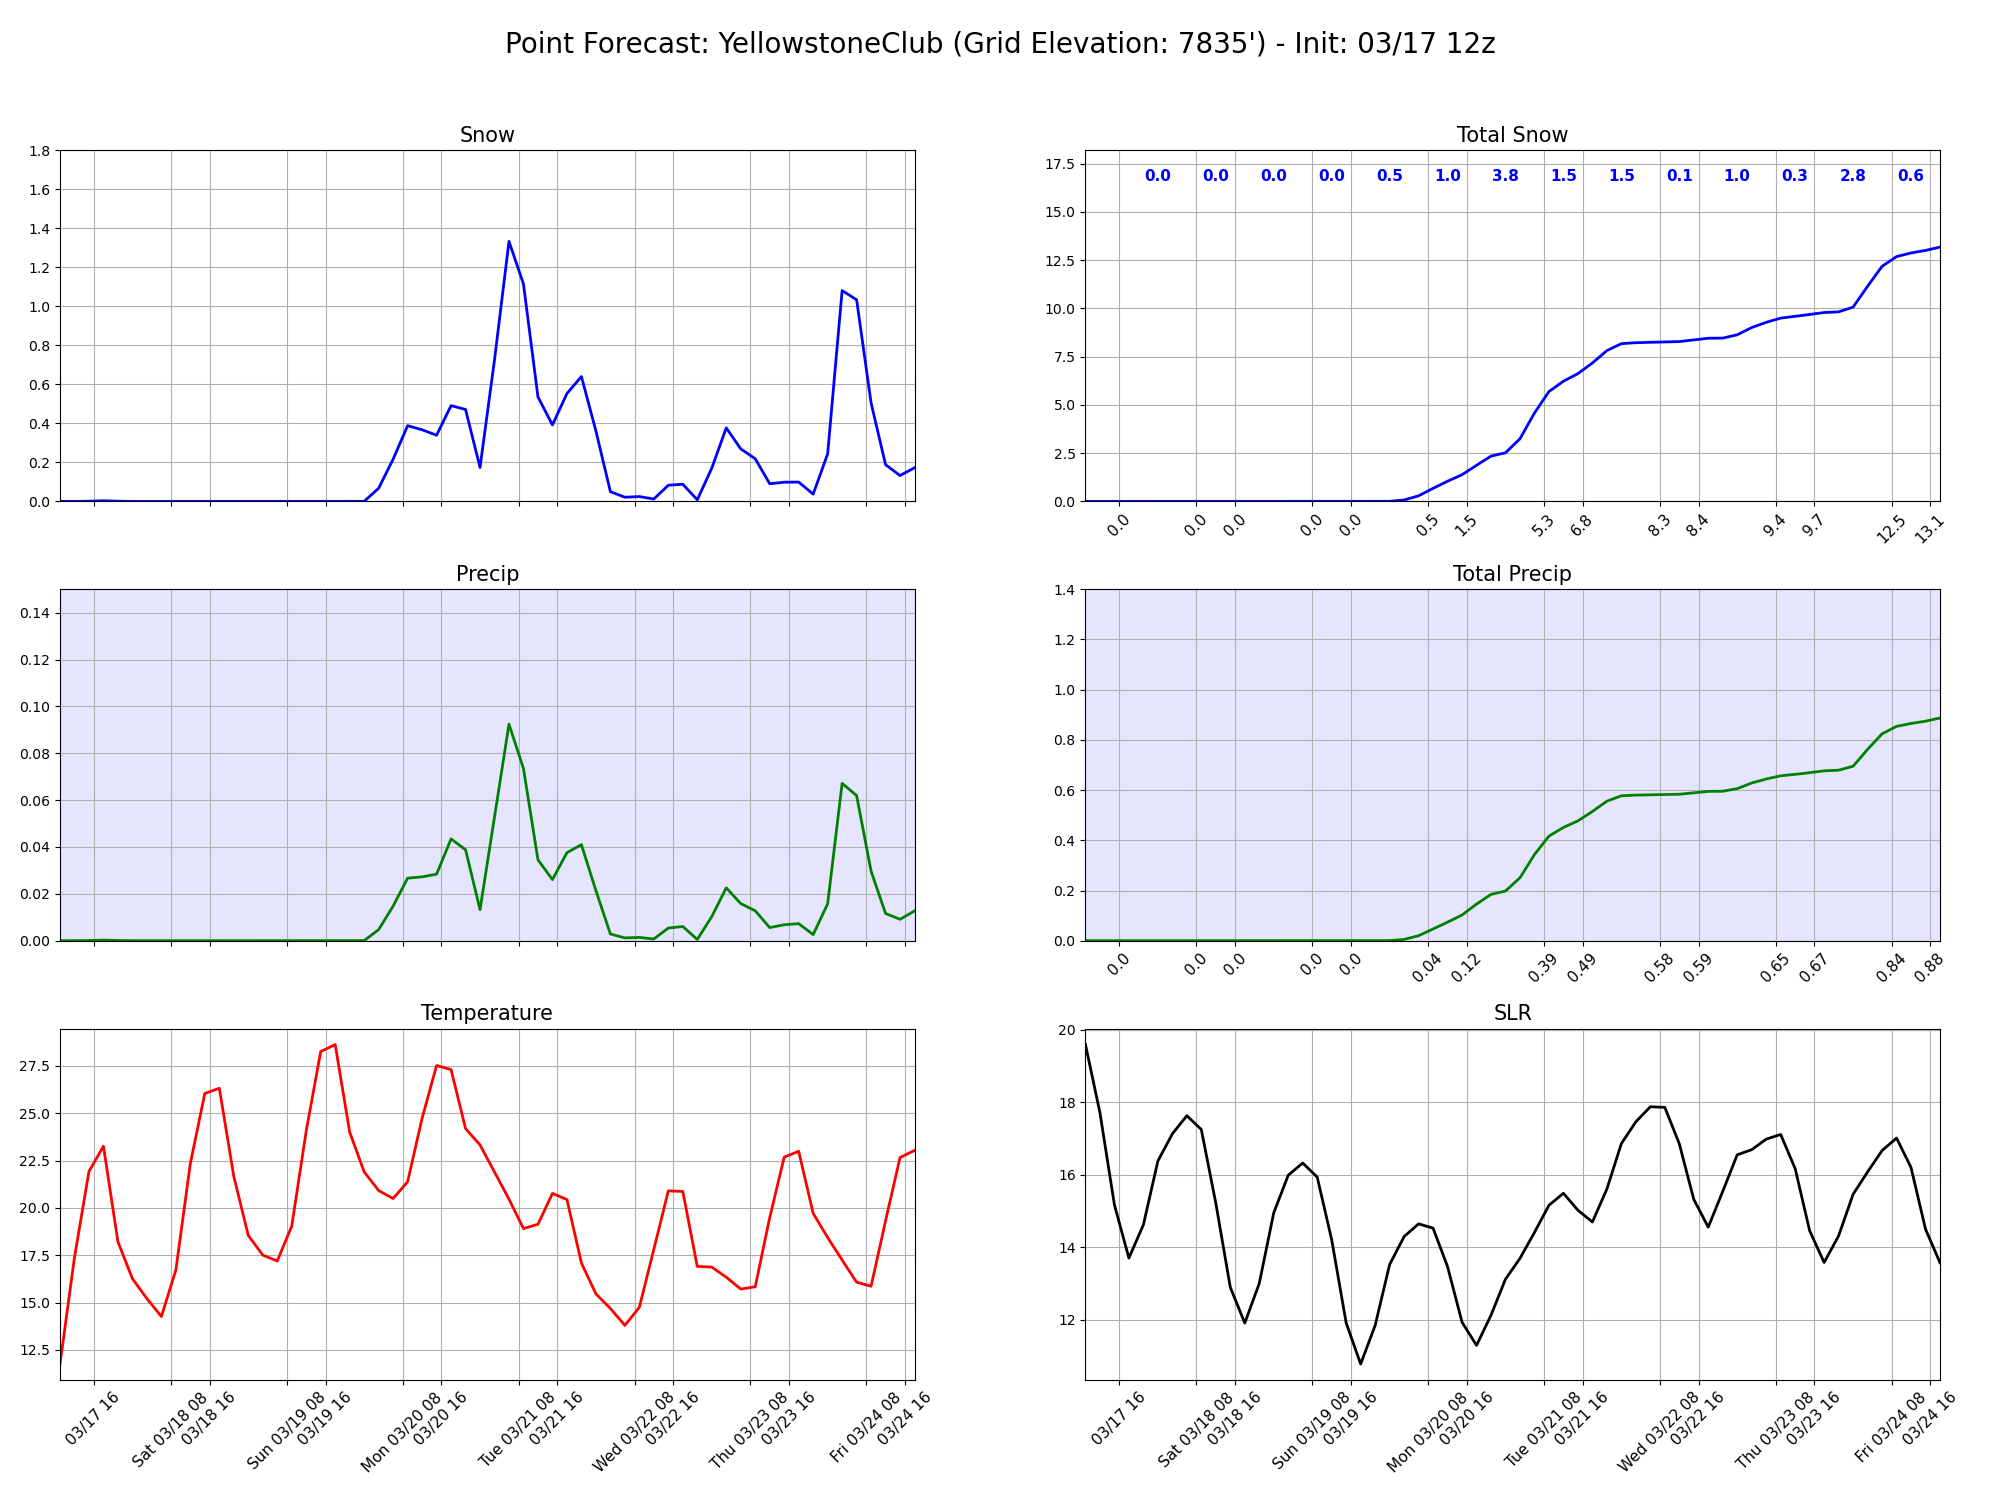 Point Forecast: YellowstoneClub (Grid Elevation: 7835') - Init: 03/17 12z
Snow
1.8
1.6
1.4
1.2
1.0
0.8
0.6
0.4
0.2
0.0
Total Snow
17.5
15.0
12.5
10.0
7.5
5.0
2.5
0.0
0.0 0.0 0.0 0.0 0.5 1.0 3.8 1.5 1.5 0.1 1.0 0.3 2.8 0.6
0.0 0.0 0.0 0.0 0.0 0.5 1.5 5.3 6.8 8.3 8.4 9.4 9.7 12.5 13.1
Precip
0.14
0.12
0.10
0.08
0.06
0.04
0.02
0.00
Total Precip
1.4
1.2
1.0
0.8
0.6
0.4
0.2
0.0
0.0 0.0 0.0 0.0 0.0 0.04 0.12 0.39 0.49 0.58 0.59 0.65 0.67 0.84 0.88
Temperature
27.5
25.0
22.5
20.0
17.5
15.0
12.5
03/17 16
Sat 03/18 08
03/18 16
Sun 03/19 08
03/19 16
Mon 03/20 08
03/20 16
Tue 03/21 08
03/21 16
Wed 03/22 08
03/22 16
Thu 03/23 08
03/23 16
Fri 03/24 08
03/24 16
SLR
20
18
16
14
12
03/17 16
Sat 03/18 08
03/18 16
Sun 03/19 08
03/19 16
Mon 03/20 08
03/20 16
Tue 03/21 08
03/21 16
Wed 03/22 08
03/22 16
Thu 03/23 08
03/23 16
Fri 03/24 08
03/24 16